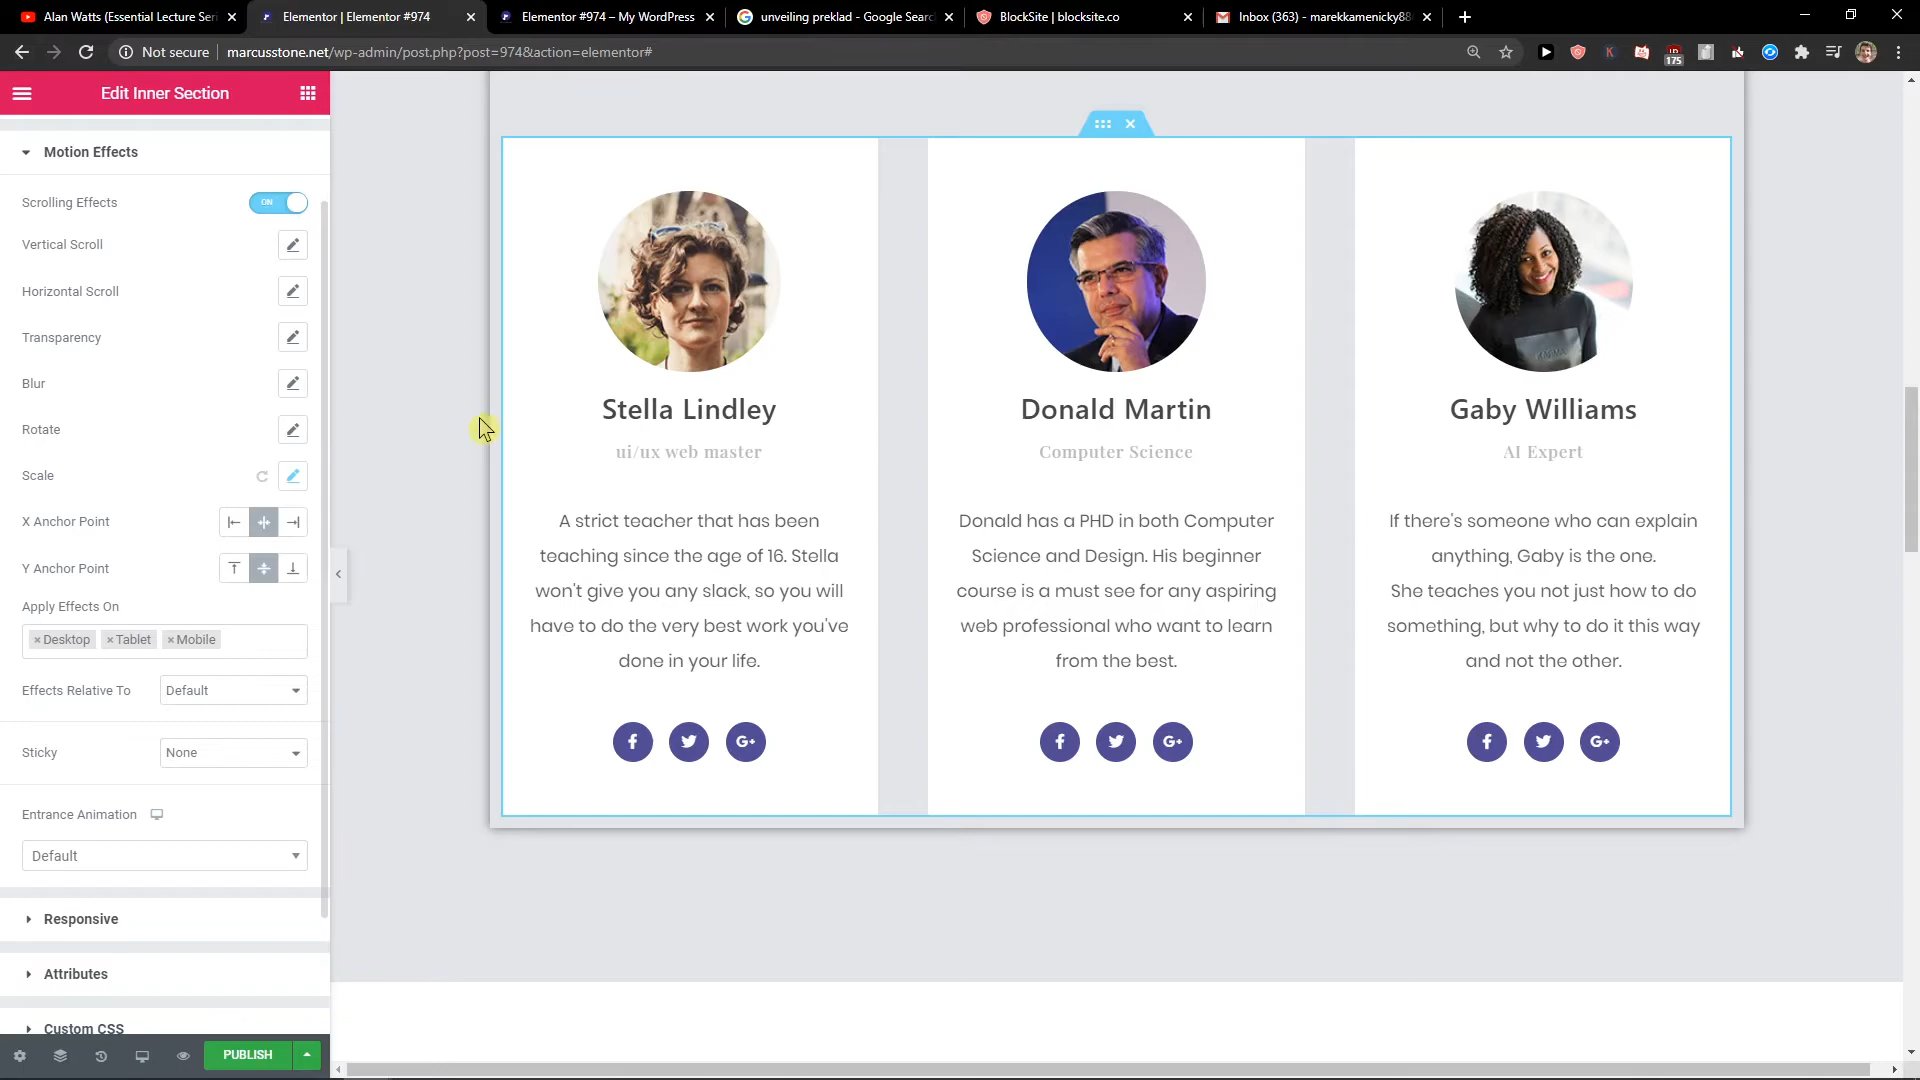 Alan Watts (Essential Lecture Seri
Elementor | Elementor #974
Elementor #974 – My WordPress
unveiling preklad - Google Searc
BlockSite | blocksite.co
Inbox (363) - marekkamenicky88
Not secure
marcusstone.net/wp-admin/post.php?post=974&action=elementor#
175
Edit Inner Section
Motion Effects
Scrolling Effects
ON
Vertical Scroll
Horizontal Scroll
Transparency
Blur
Rotate
Scale
X Anchor Point
Y Anchor Point
Apply Effects On
× Desktop × Tablet × Mobile
Effects Relative To
Default
Sticky
None
Entrance Animation
Default
Responsive
Attributes
Custom CSS
PUBLISH
Stella Lindley
ui/ux web master
A strict teacher that has been
teaching since the age of 16. Stella
won't give you any slack, so you will
have to do the very best work you've
done in your life.
Donald Martin
Computer Science
Donald has a PHD in both Computer
Science and Design. His beginner
course is a must see for any aspiring
web professional who want to learn
from the best.
Gaby Williams
AI Expert
If there's someone who can explain
anything, Gaby is the one.
She teaches you not just how to do
something, but why to do it this way
and not the other.